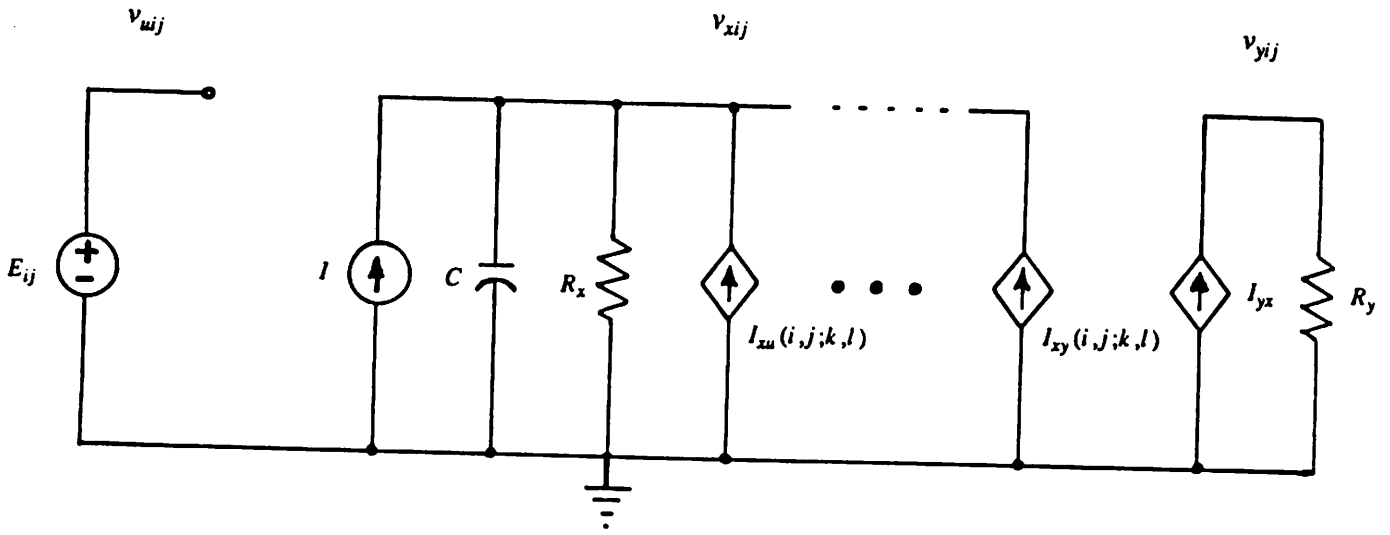 v_uij
v_xij
v_yij
E_ij
+
−
I
C
R_x
I_xu(i,j;k,l)
I_xy(i,j;k,l)
I_yx
R_y